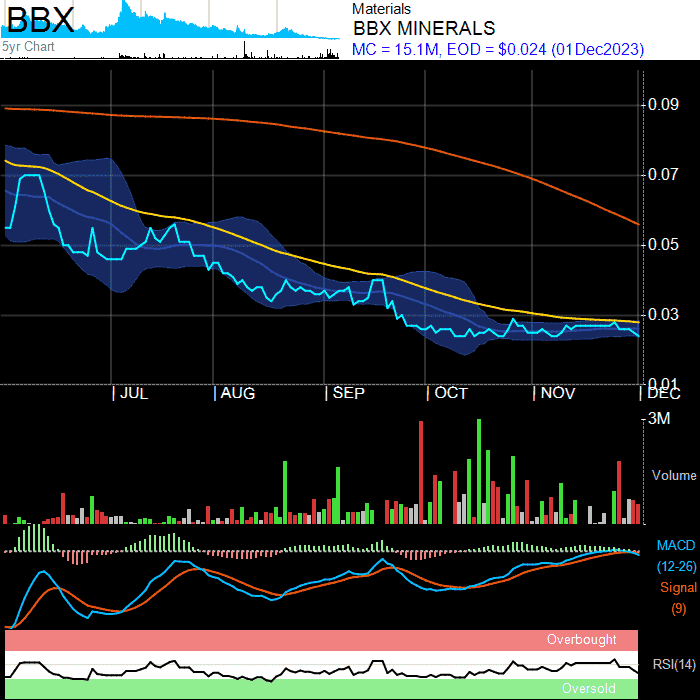 BBX
5yr Chart
Materials
BBX MINERALS
MC = 15.1M, EOD = $0.024 (01Dec2023)
0.09
0.07
0.05
0.03
0.01
JUL AUG SEP OCT NOV DEC
3M
Volume
MACD
(12-26)
Signal
(9)
Overbought
RSI(14)
Oversold